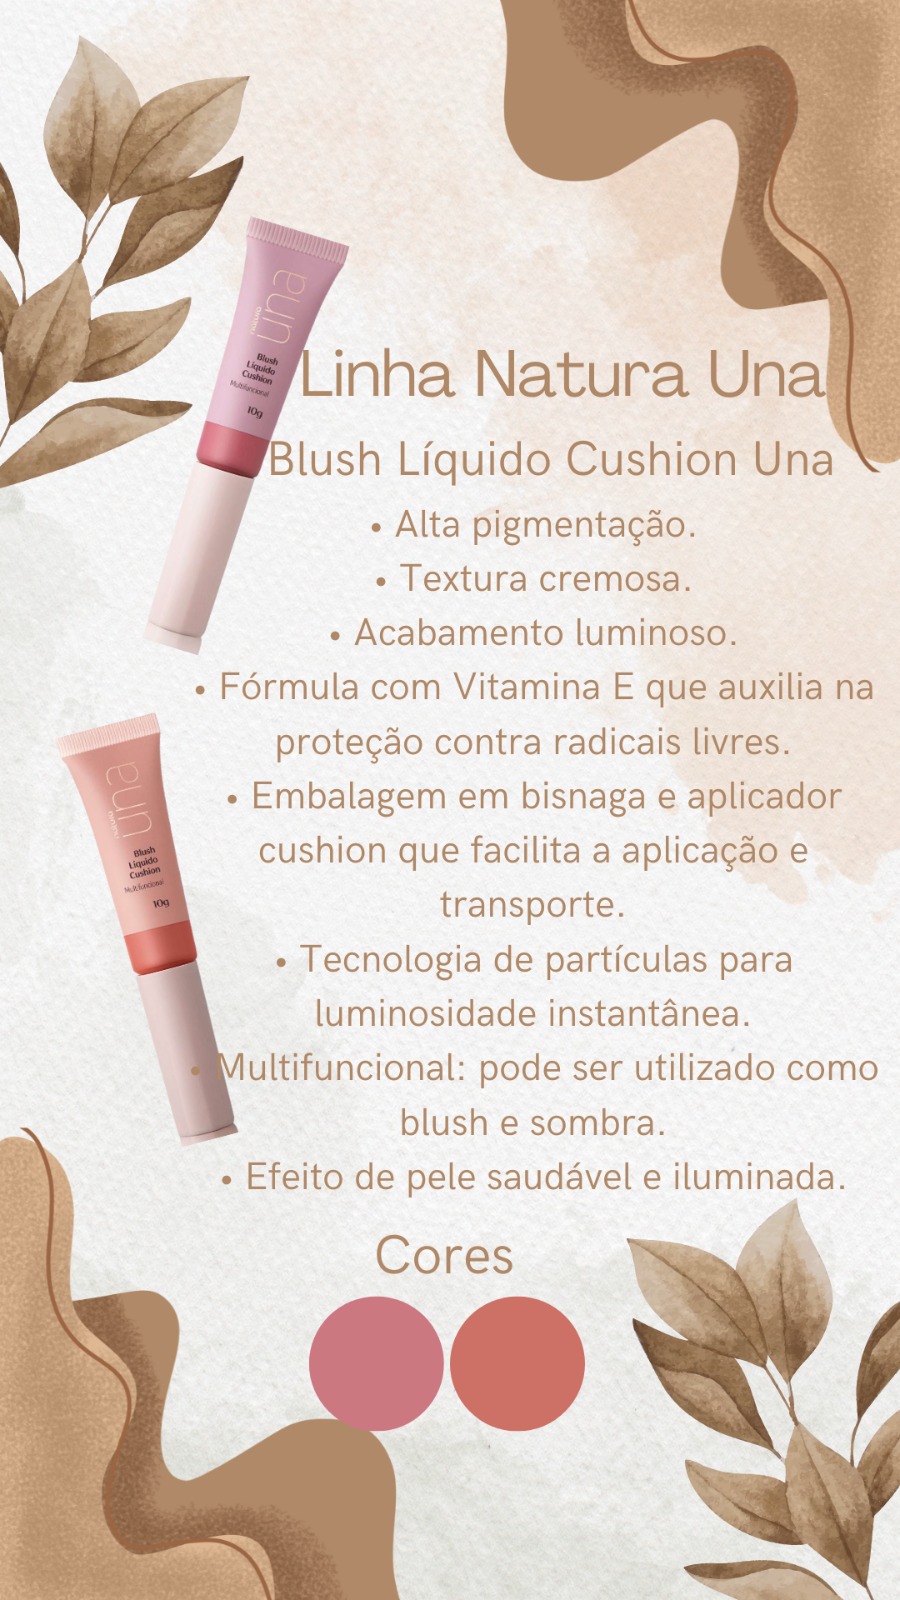 natura
una
Blush
Líquido
Cushion
Multifuncional
10g
Linha Natura Una
Blush Líquido Cushion Una
• Alta pigmentação.
• Textura cremosa.
• Acabamento luminoso.
• Fórmula com Vitamina E que auxilia na
proteção contra radicais livres.
• Embalagem em bisnaga e aplicador
cushion que facilita a aplicação e
transporte.
• Tecnologia de partículas para
luminosidade instantânea.
• Multifuncional: pode ser utilizado como
blush e sombra.
• Efeito de pele saudável e iluminada.
natura
una
Blush
Líquido
Cushion
Multifuncional
10g
Cores